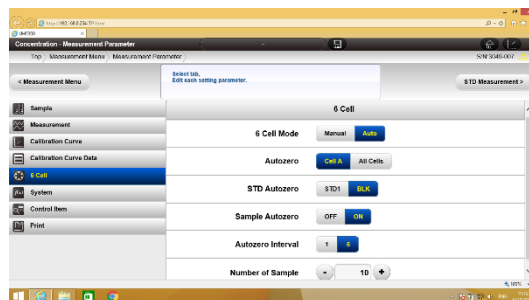 Concentration - Measurement Parameter
Top
Measurement Menu
Measurement Parameter
S/N:3049-007
< Measurement Menu
Select tab,
Edit each setting parameter.
STD Measurement >
Sample
Measurement
Calibration Curve
Calibration Curve Data
6 Cell
System
Control Item
Print
6 Cell
6 Cell Mode
Manual
Auto
Autozero
Cell A
All Cells
STD Autozero
STD1
BLK
Sample Autozero
OFF
ON
Autozero Interval
1
6
Number of Sample
-
10
+